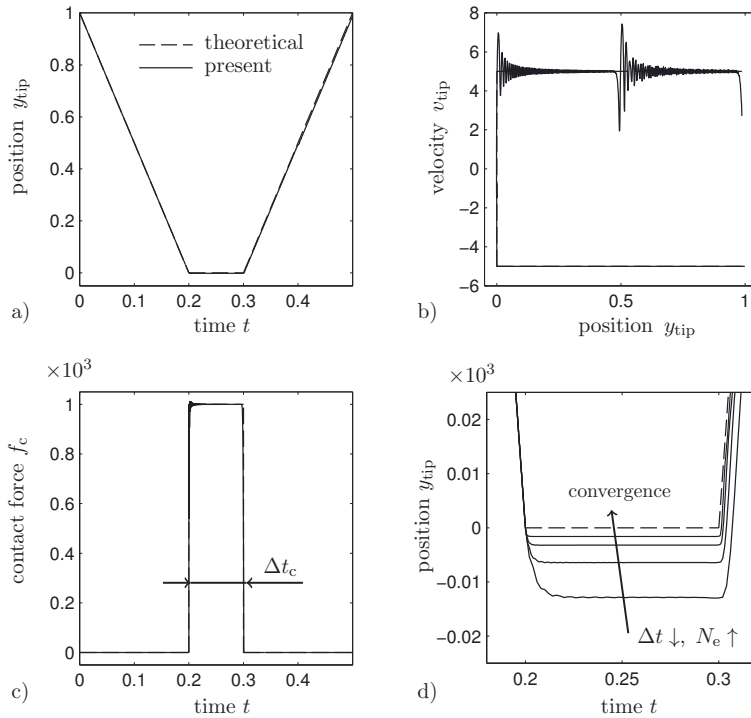 1
0.8
0.6
0.4
0.2
0
position y_tip
theoretical
present
0 0.1 0.2 0.3 0.4
time t
a)
8
6
4
2
0
−2
−4
−6
velocity v_tip
0 0.5 1
position y_tip
b)
×10³
1
0.8
0.6
0.4
0.2
0
contact force f_c
Δt_c
0 0.1 0.2 0.3 0.4
time t
c)
×10³
0.02
0.01
0
−0.01
−0.02
position y_tip
convergence
Δt ↓, N_e ↑
0.2 0.25 0.3
time t
d)